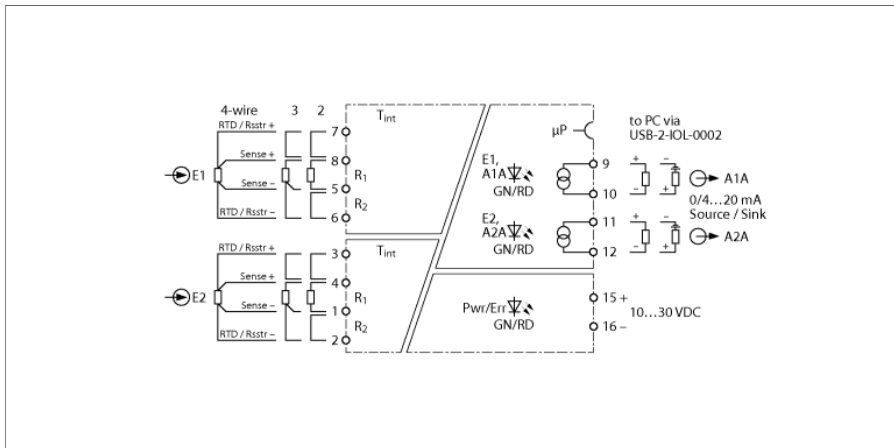 4-wire 3 2
RTD / Rsstr +
7
Sense +
8
E1
Sense –
5
RTD / Rsstr –
6
Tint
R1
R2
RTD / Rsstr +
3
Sense +
4
E2
Sense –
1
RTD / Rsstr –
2
Tint
R1
R2
µP
to PC via
USB-2-IOL-0002
E1,
A1A
GN/RD
9
10
+ –
– +
A1A
0/4…20 mA
Source / Sink
E2,
A2A
GN/RD
11
12
+ –
– +
A2A
Pwr/Err
GN/RD
15 +
16 –
10…30 VDC